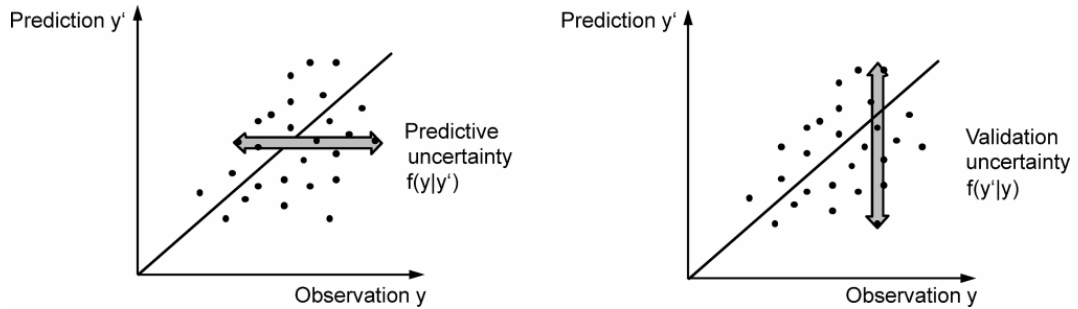 Prediction y‘
Predictive
uncertainty
f(y|y‘)
Observation y
Prediction y‘
Validation
uncertainty
f(y‘|y)
Observation y